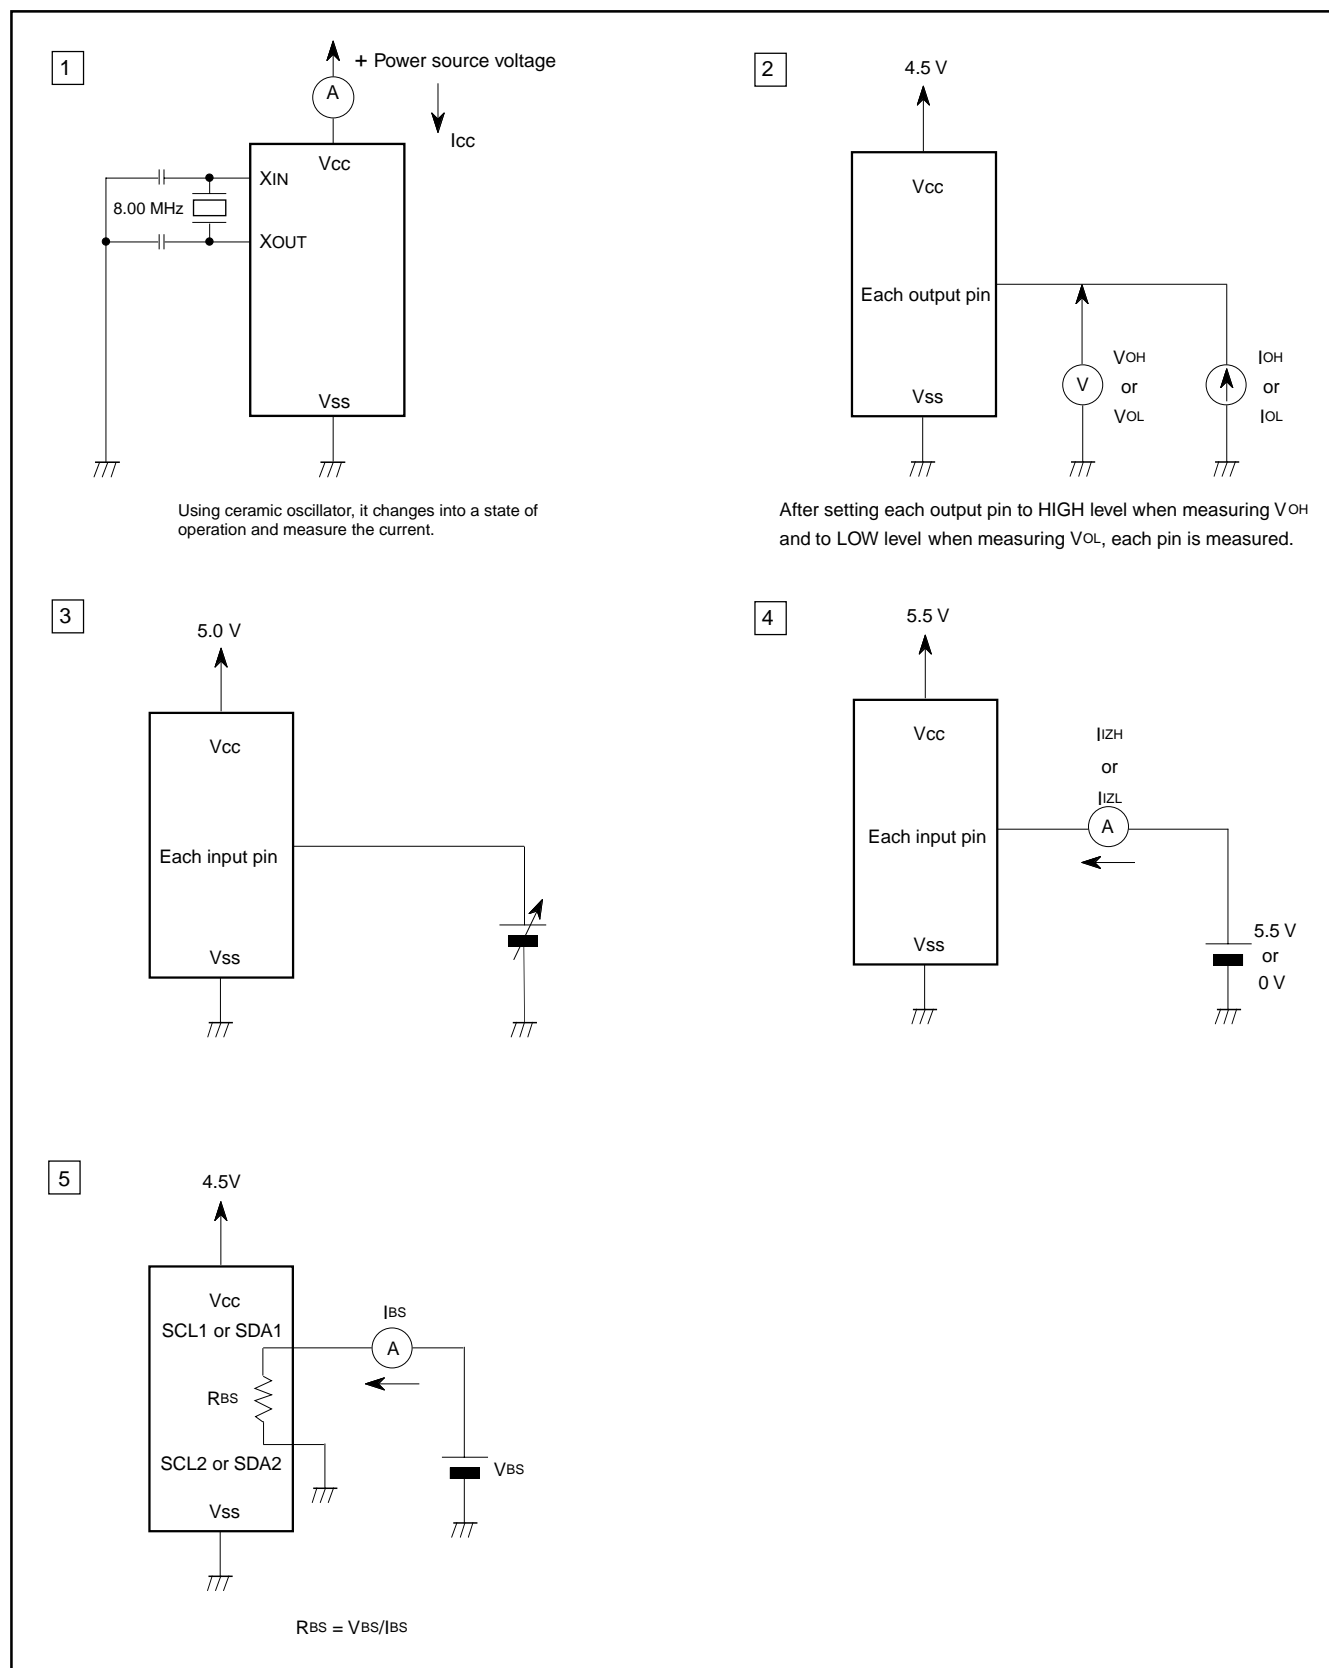 1
+ Power source voltage
A
Icc
Vcc
XIN
8.00 MHz
XOUT
Vss
Using ceramic oscillator, it changes into a state of
operation and measure the current.
2
4.5 V
Vcc
Each output pin
VOH
or
VOL
V
IOH
or
IOL
Vss
After setting each output pin to HIGH level when measuring VOH
and to LOW level when measuring VOL, each pin is measured.
3
5.0 V
Vcc
Each input pin
Vss
4
5.5 V
Vcc
IIZH
or
IIZL
Each input pin
A
Vss
5.5 V
or
0 V
5
4.5V
Vcc
SCL1 or SDA1
IBS
A
RBS
SCL2 or SDA2
VBS
Vss
RBS = VBS/IBS